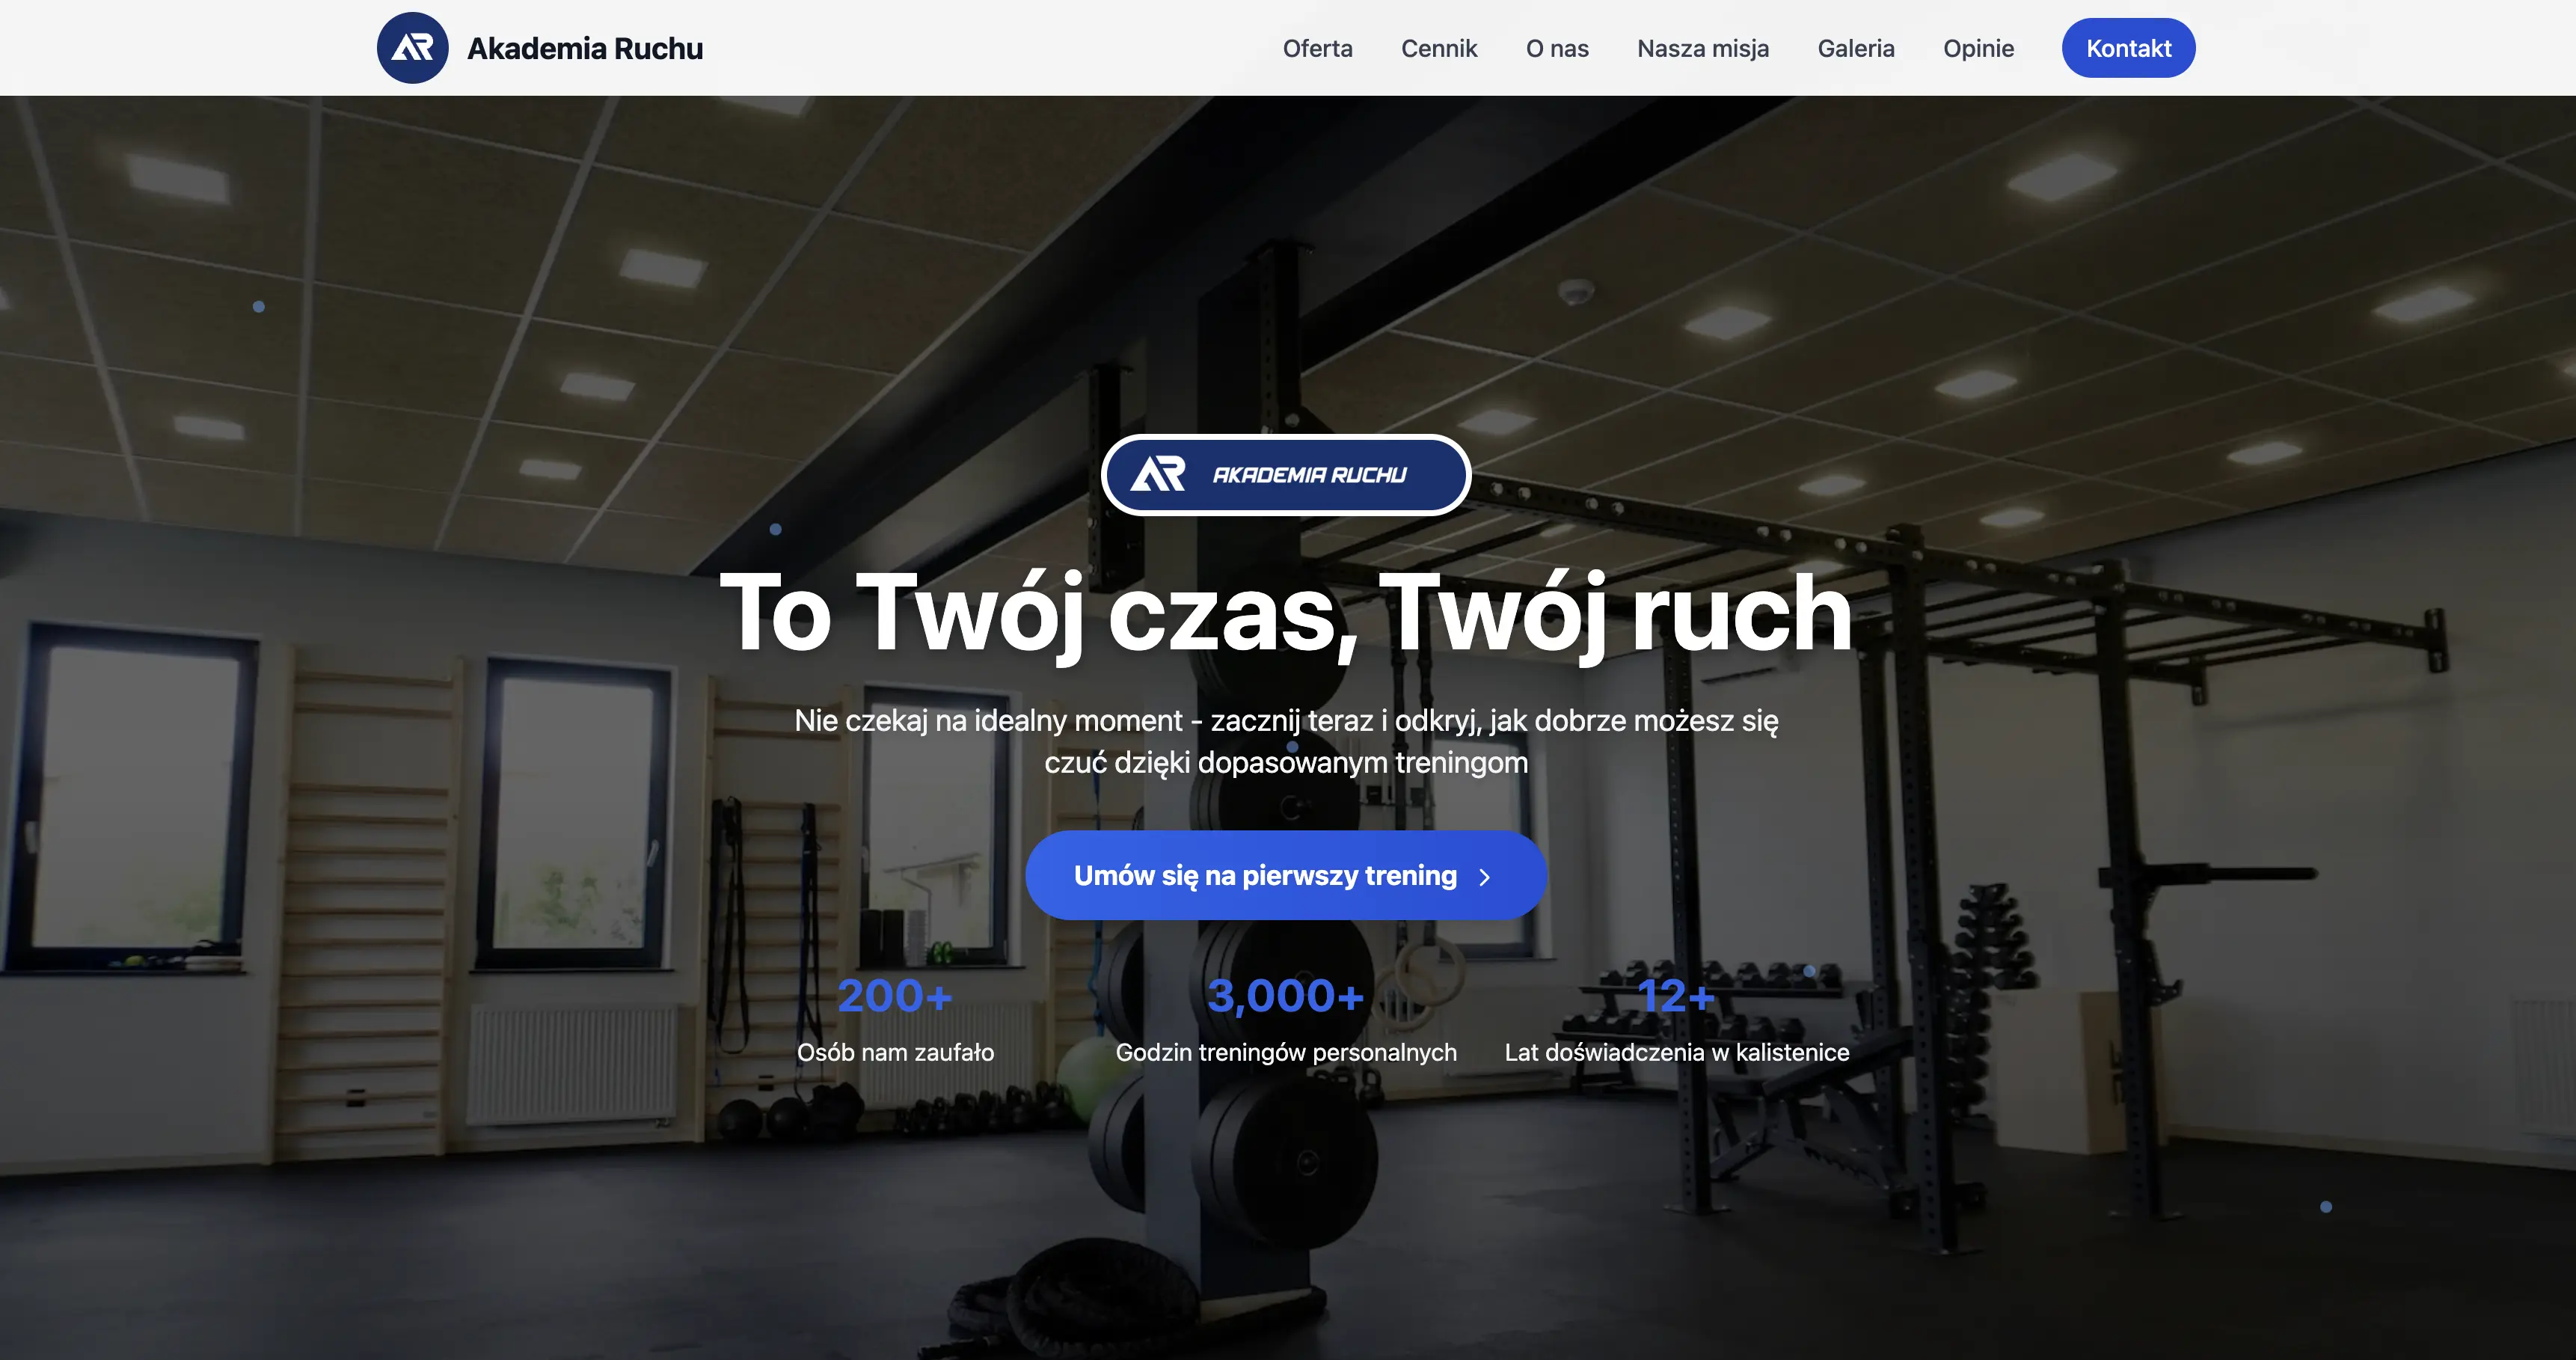 AR Akademia Ruchu
Oferta Cennik O nas Nasza misja Galeria Opinie Kontakt
AR AKADEMIA RUCHU
To Twój czas, Twój ruch
Nie czekaj na idealny moment - zacznij teraz i odkryj, jak dobrze możesz się
czuć dzięki dopasowanym treningom
Umów się na pierwszy trening
200+ 3,000+ 12+
Osób nam zaufało Godzin treningów personalnych Lat doświadczenia w kalistenice